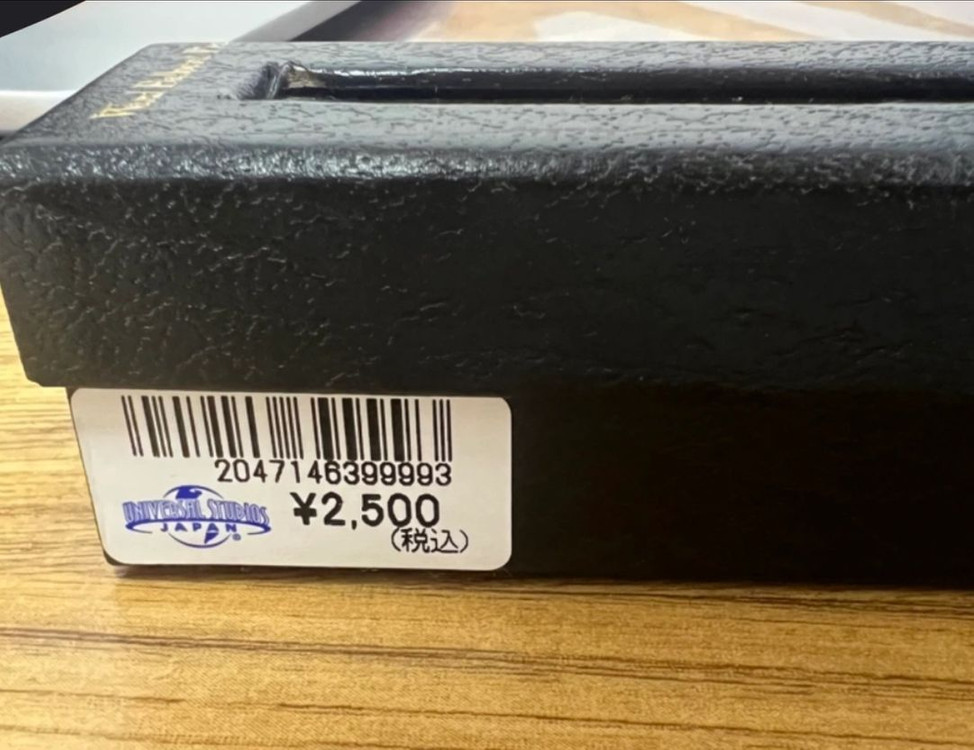 2047146399993
UNIVERSAL STUDIOS
JAPAN®
¥2,500
(税込)